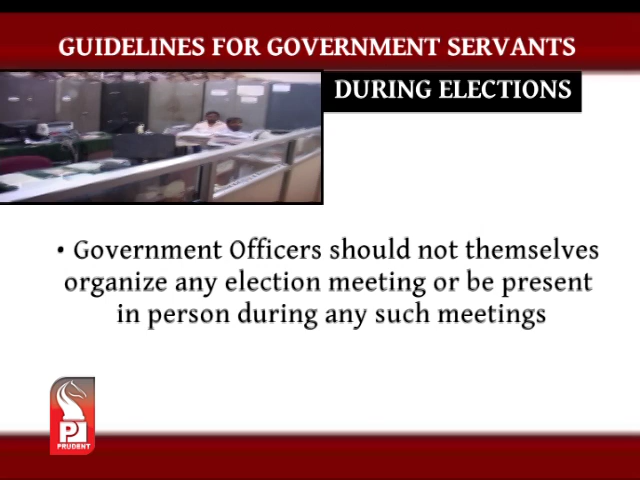 GUIDELINES FOR GOVERNMENT SERVANTS
DURING ELECTIONS
• Government Officers should not themselves
organize any election meeting or be present
in person during any such meetings
P
PRUDENT